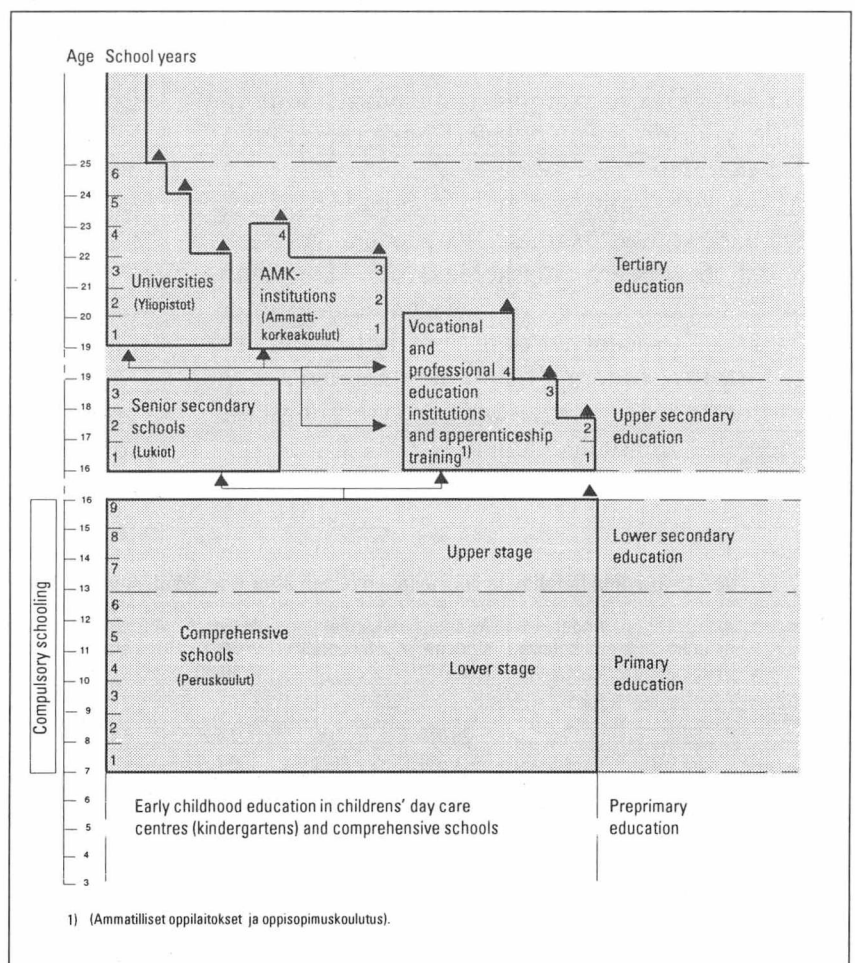 Age School years
25
24
23
22
21
20
19
6
5
4
3
2
1
Universities
(Yliopistot)
4
3
2
1
AMK-
institutions
(Ammatti-
korkeakoulut)
Tertiary
education
19
18
17
16
3
2
1
Senior secondary
schools
(Lukiot)
Vocational
and
professional
education
institutions
and apperenticeship
training1)
4
3
2
1
Upper secondary
education
Compulsory schooling
16
15
14
13
12
11
10
9
8
7
9
8
7
6
5
4
3
2
1
Upper stage
Lower secondary
education
Comprehensive
schools
(Peruskoulut)
Lower stage
Primary
education
6
5
4
3
Early childhood education in childrens' day care
centres (kindergartens) and comprehensive schools
Preprimary
education
1) (Ammatilliset oppilaitokset ja oppisopimuskoulutus).